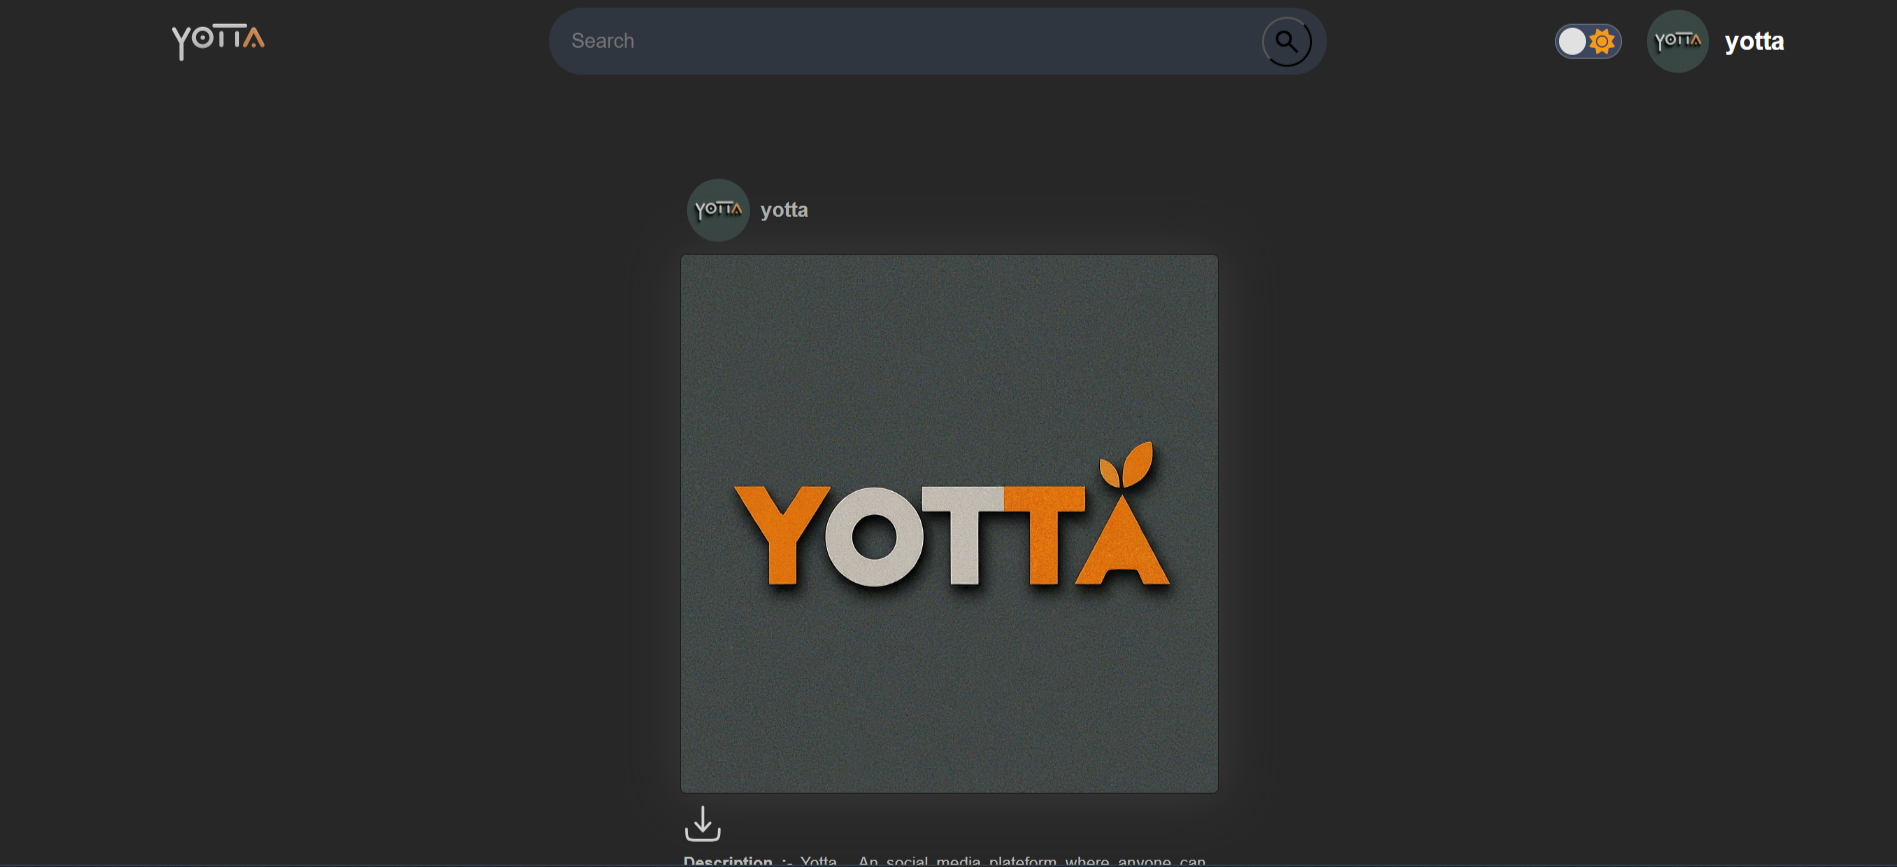 YOTTA
Search
YOTTA
yotta
YOTTA
yotta
YOTTA
Description :- Yotta An social media plateform where anyone can